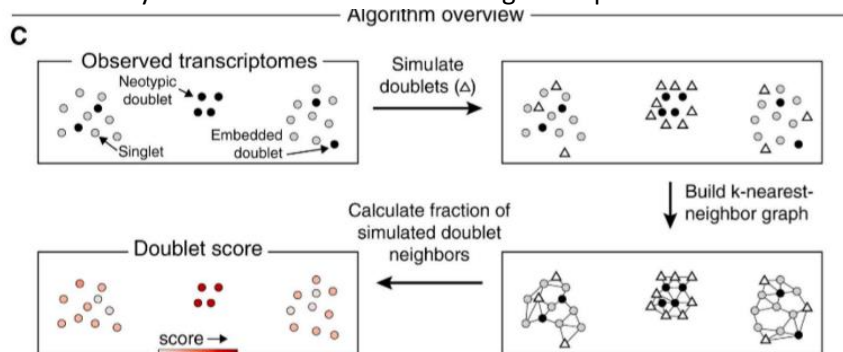 Algorithm overview
C
Observed transcriptomes
Neotypic
doublet
Embedded
doublet
Singlet
Simulate
doublets (△)
Build k-nearest-
neighbor graph
Calculate fraction of
simulated doublet
neighbors
Doublet score
score